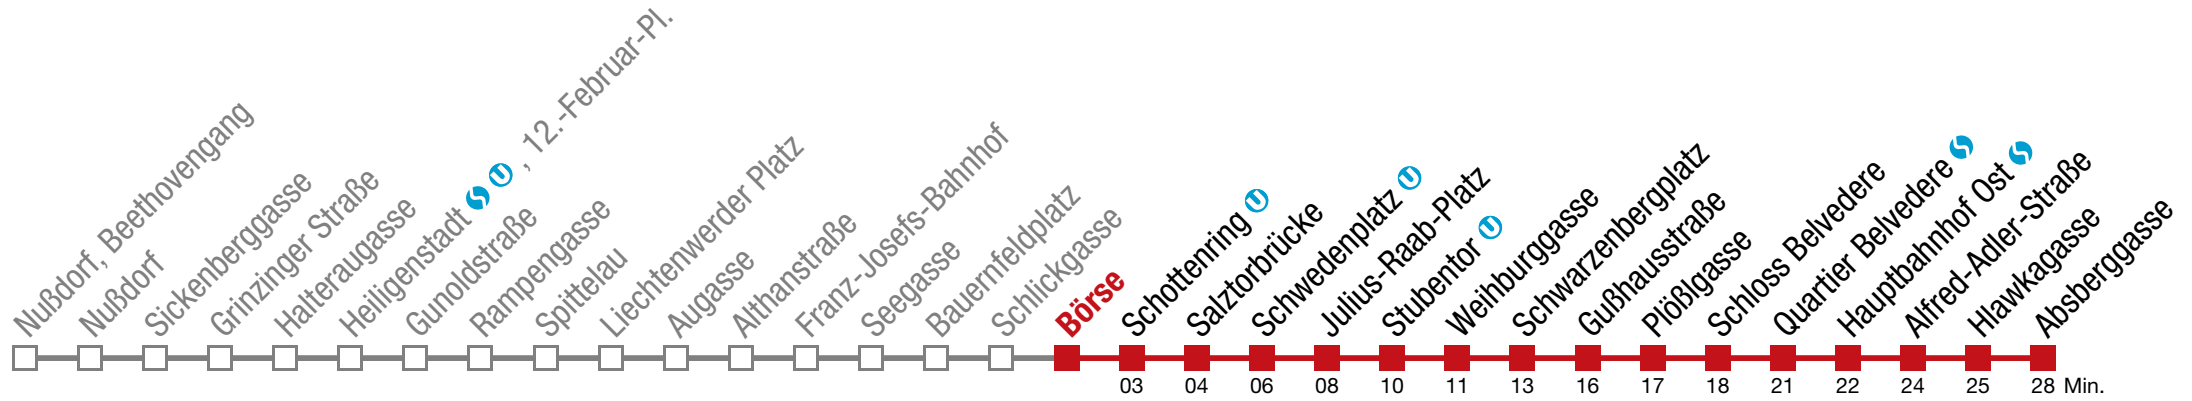 Nußdorf, Beethovengang
Nußdorf
Sickenberggasse
Grinzinger Straße
Halteraugasse
Heiligenstadt S U , 12.-Februar-Pl.
Gunoldstraße
Rampengasse
Spittelau
Liechtenwerder Platz
Augasse
Althanstraße
Franz-Josefs-Bahnhof
Seegasse
Bauernfeldplatz
Schlickgasse
Börse
Schottenring U
Salztorbrücke
Schwedenplatz U
Julius-Raab-Platz
Stubentor U
Weihburggasse
Schwarzenbergplatz
Gußhausstraße
Plößlgasse
Schloss Belvedere
Quartier Belvedere S
Hauptbahnhof Ost S
Alfred-Adler-Straße
Hlawkagasse
Absberggasse
03 04 06 08 10 11 13 16 17 18 21 22 24 25 28 Min.